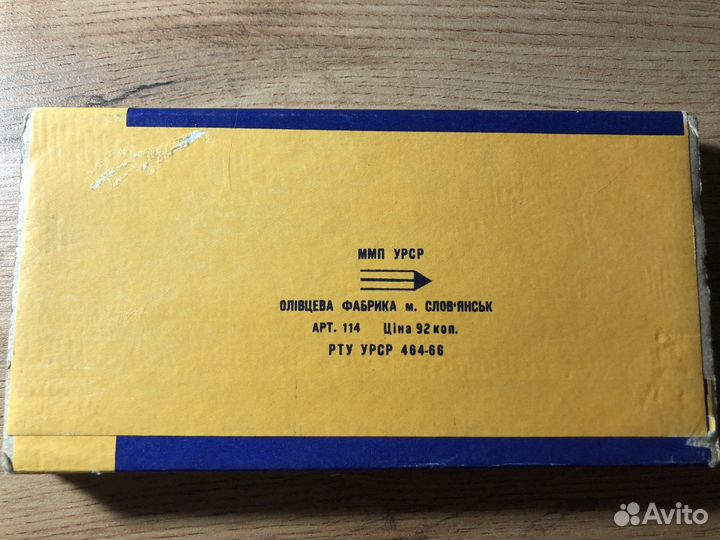 ММП УРСР
ОЛІВЦЕВА ФАБРИКА м. СЛОВ'ЯНСЬК
АРТ. 114 Ціна 92 коп.
РТУ УРСР 464-66
Avito